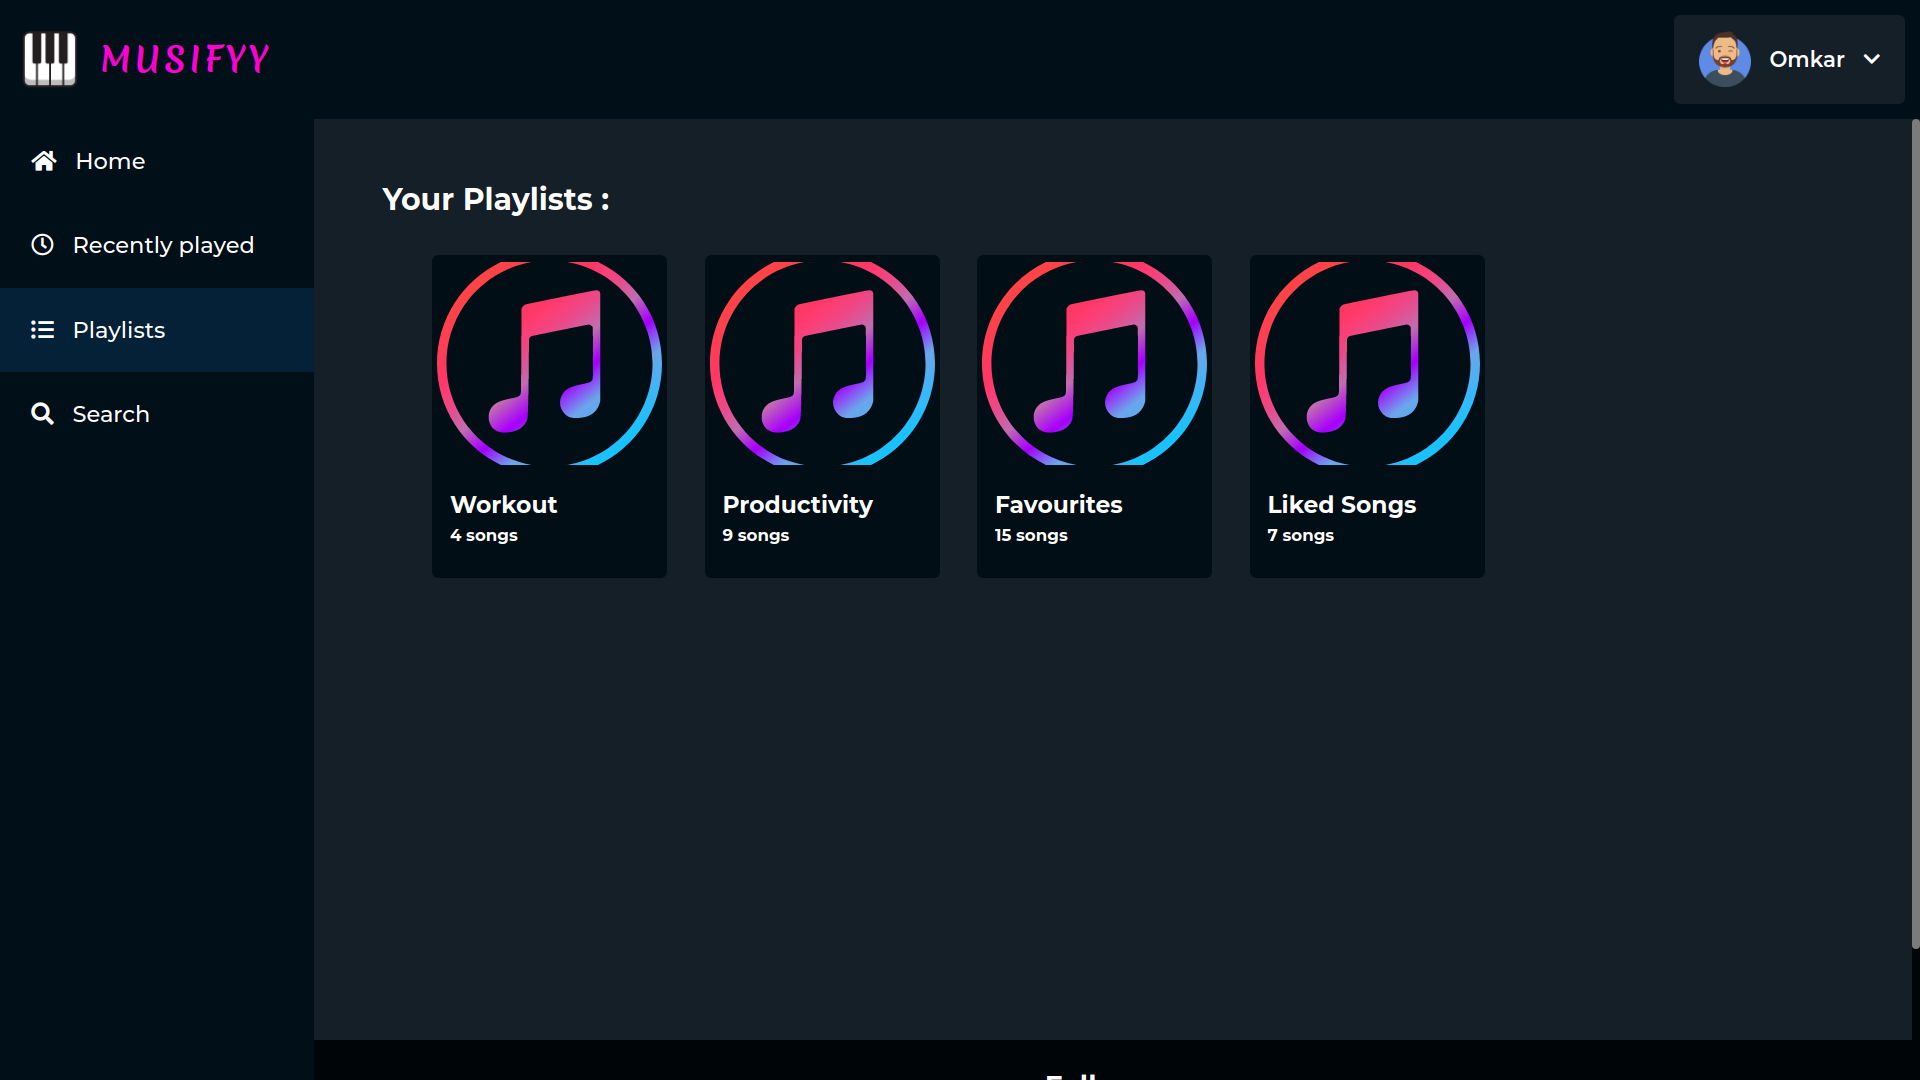 MUSIFYY
Omkar
Home
Recently played
Playlists
Search
Your Playlists :
Workout
4 songs
Productivity
9 songs
Favourites
15 songs
Liked Songs
7 songs